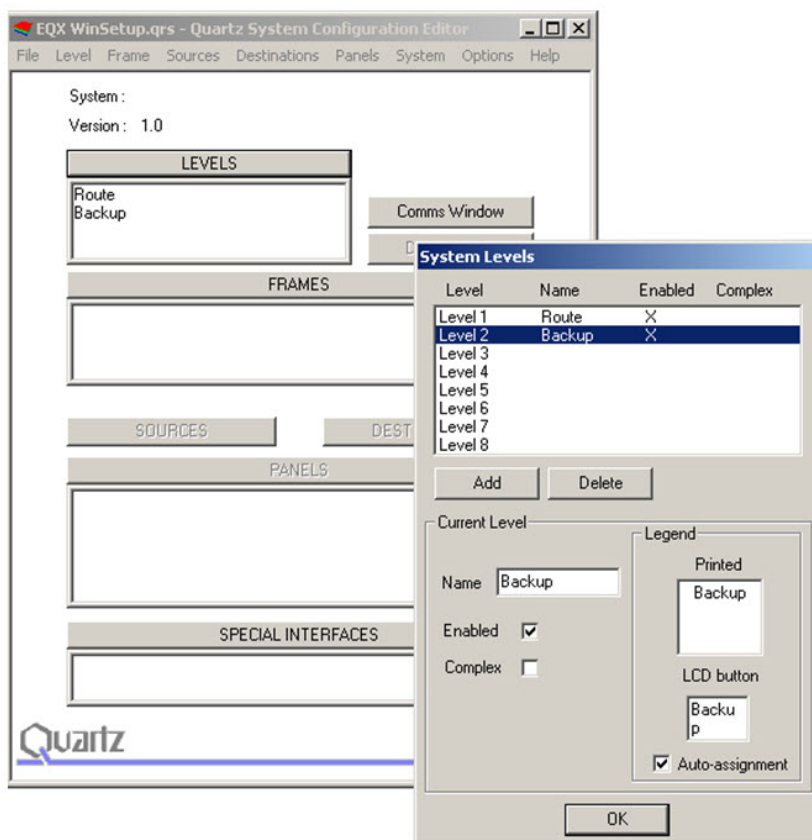 EQX WinSetup.qrs - Quartz System Configuration Editor
File Level Frame Sources Destinations Panels System Options Help
System :
Version : 1.0
LEVELS
Route
Backup
Comms Window
FRAMES
SOURCES
DEST
PANELS
SPECIAL INTERFACES
Quartz
System Levels
Level Name Enabled Complex
Level 1 Route X
Level 2 Backup X
Level 3
Level 4
Level 5
Level 6
Level 7
Level 8
Add Delete
Current Level
Name Backup
Enabled
Complex
Legend
Printed
Backup
LCD button
Backu
p
Auto-assignment
OK